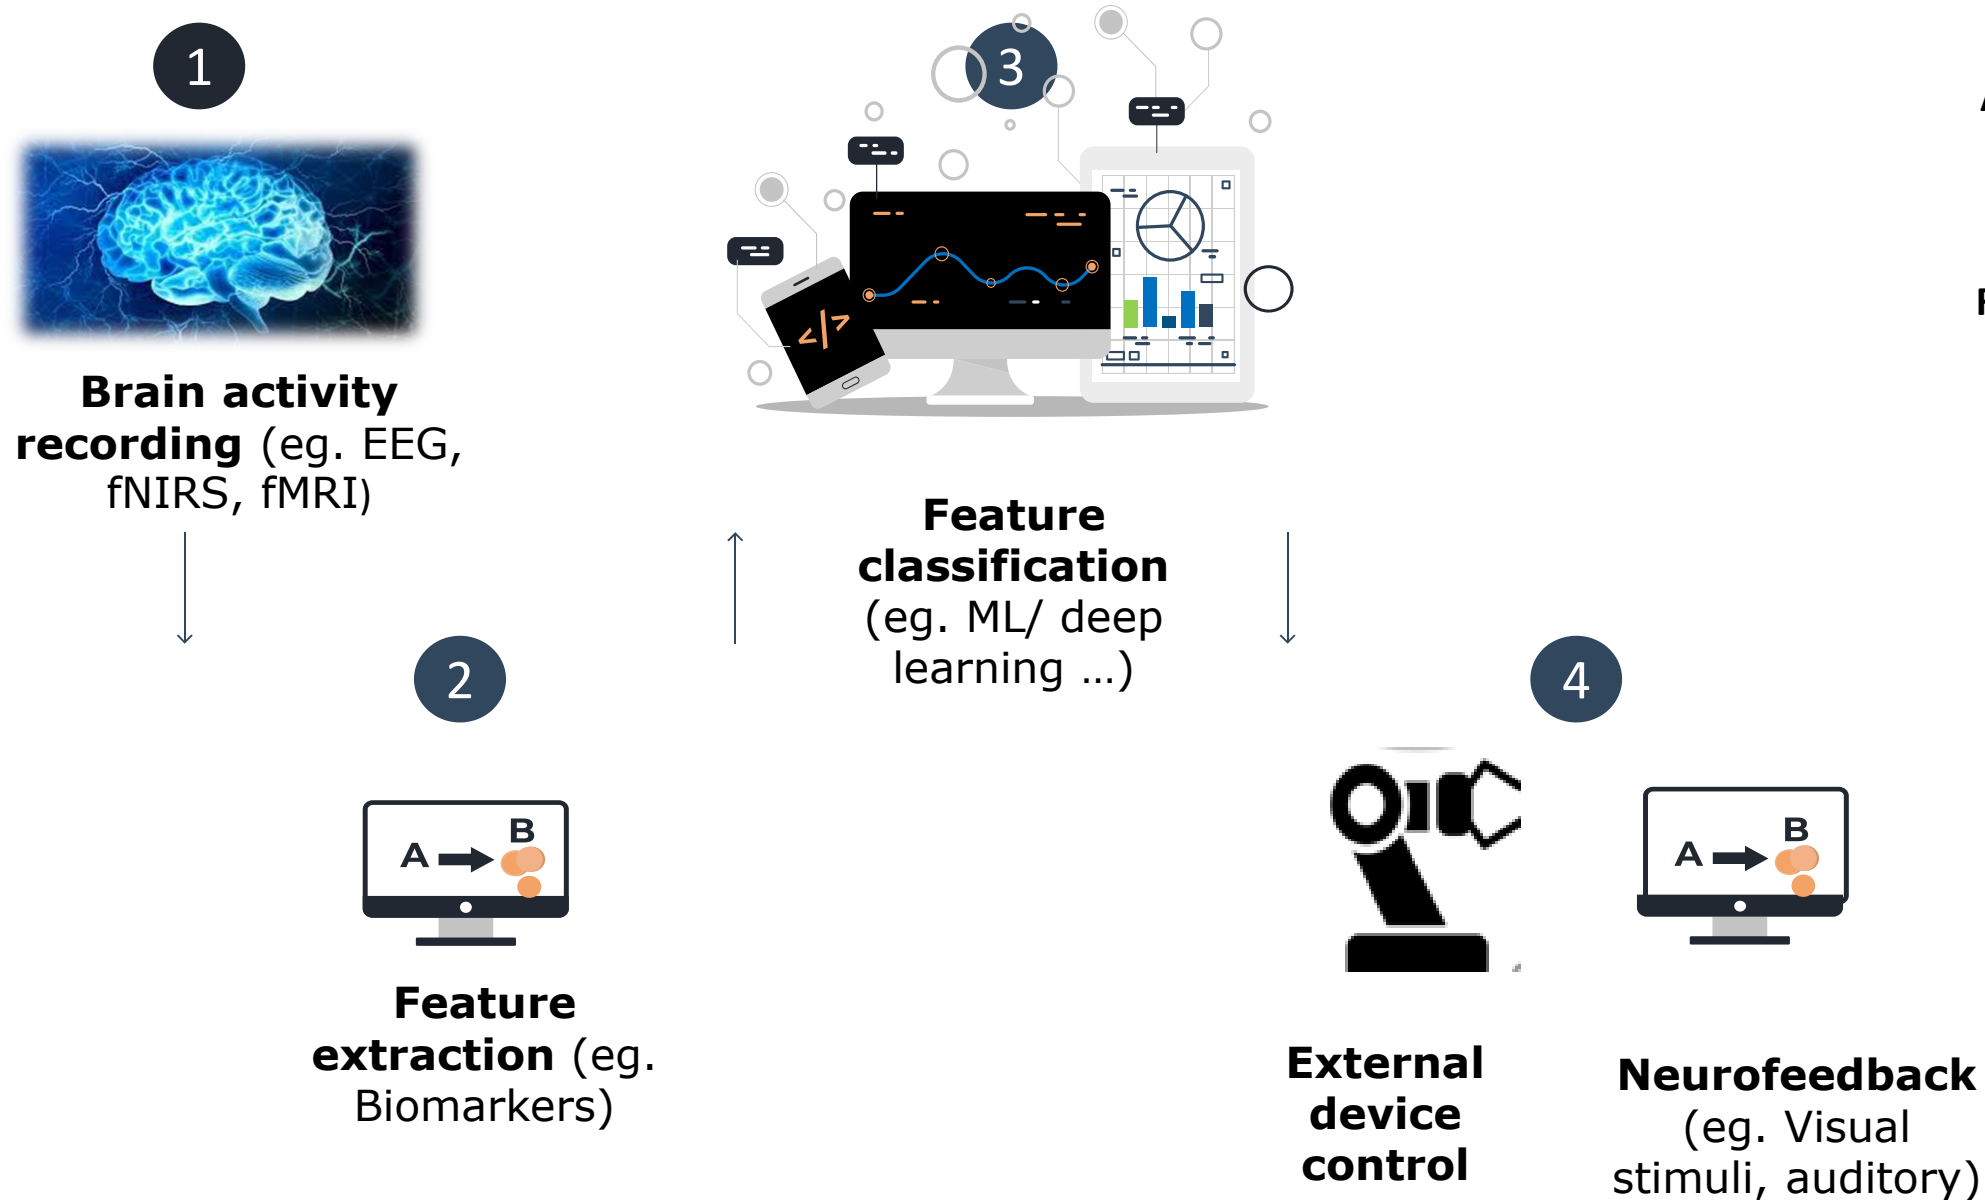 1
Brain activity
recording (eg. EEG,
fNIRS, fMRI)
2
A
B
Feature
extraction (eg.
Biomarkers)
3
</>
Feature
classification
(eg. ML/ deep
learning ...)
4
A
B
External
device
control
Neurofeedback
(eg. Visual
stimuli, auditory)